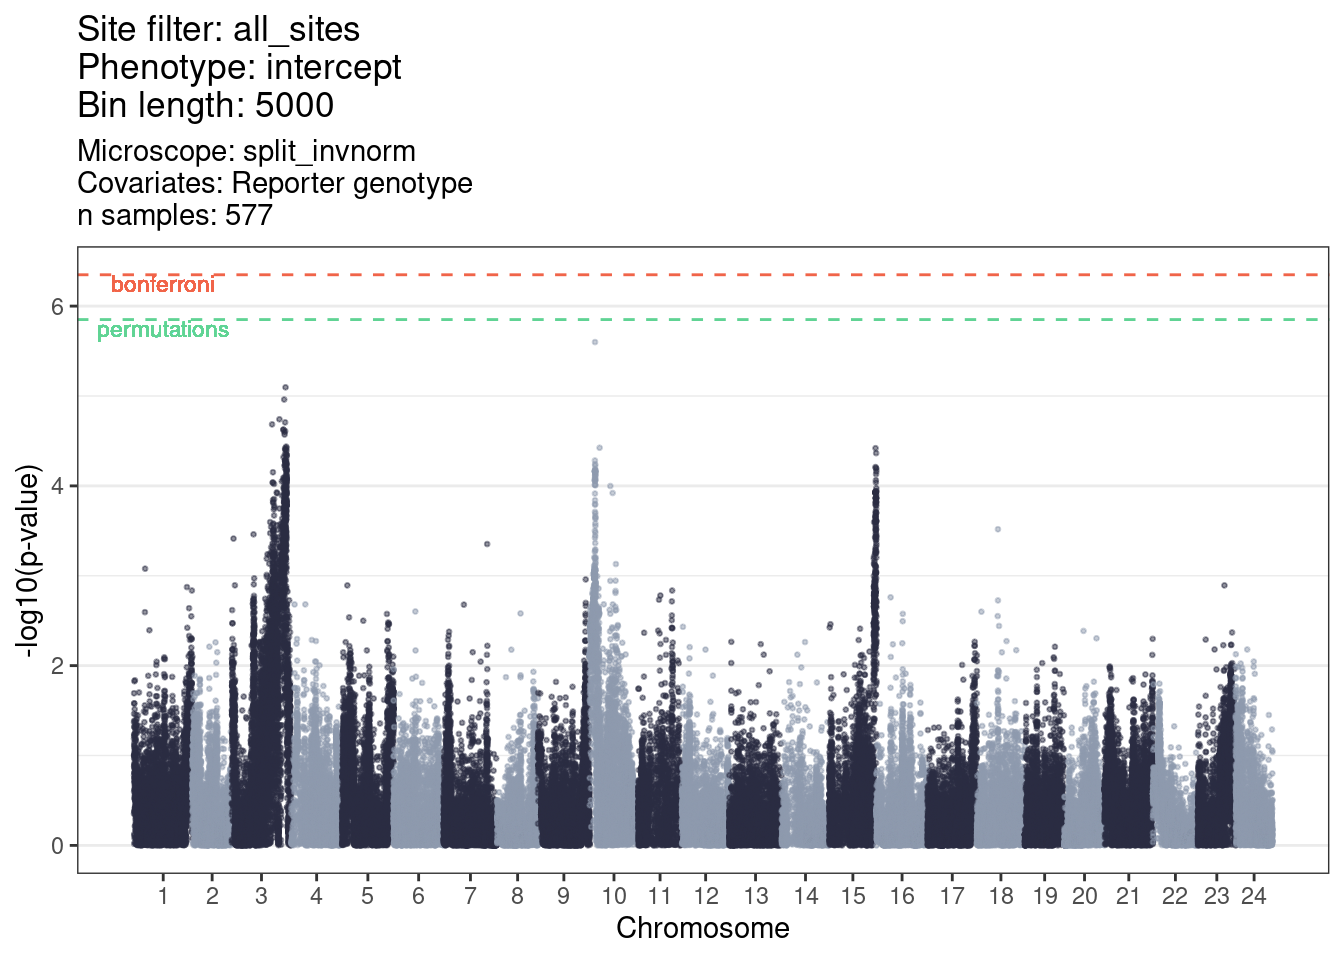 Site filter: all_sites
Phenotype: intercept
Bin length: 5000
Microscope: split_invnorm
Covariates: Reporter genotype
n samples: 577
bonferroni
permutations
6
4
2
0
-log10(p-value)
1 2 3 4 5 6 7 8 9 10 11 12 13 14 15 16 17 18 19 20 21 22 23 24
Chromosome